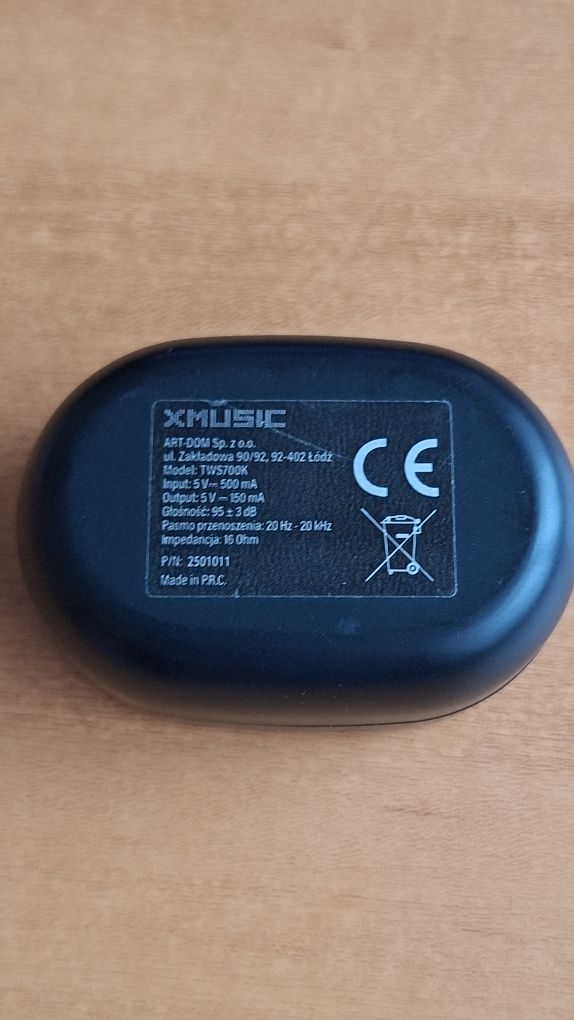 XMUSIC
ART-DOM Sp. z o.o.
ul. Zakładowa 90/92, 92-402 Łódź
Model: TWS700K
Input: 5 V⎓ 500 mA
Output: 5 V⎓ 150 mA
Głośność: 95 ± 3 dB
Pasmo przenoszenia: 20 Hz - 20 kHz
Impedancja: 16 Ohm
P/N: 2501011
Made in P.R.C.
CE